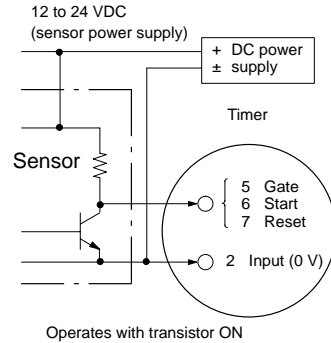 12 to 24 VDC
(sensor power supply)
+ DC power
± supply
Timer
Sensor
5 Gate
6 Start
7 Reset
2 Input (0 V)
Operates with transistor ON